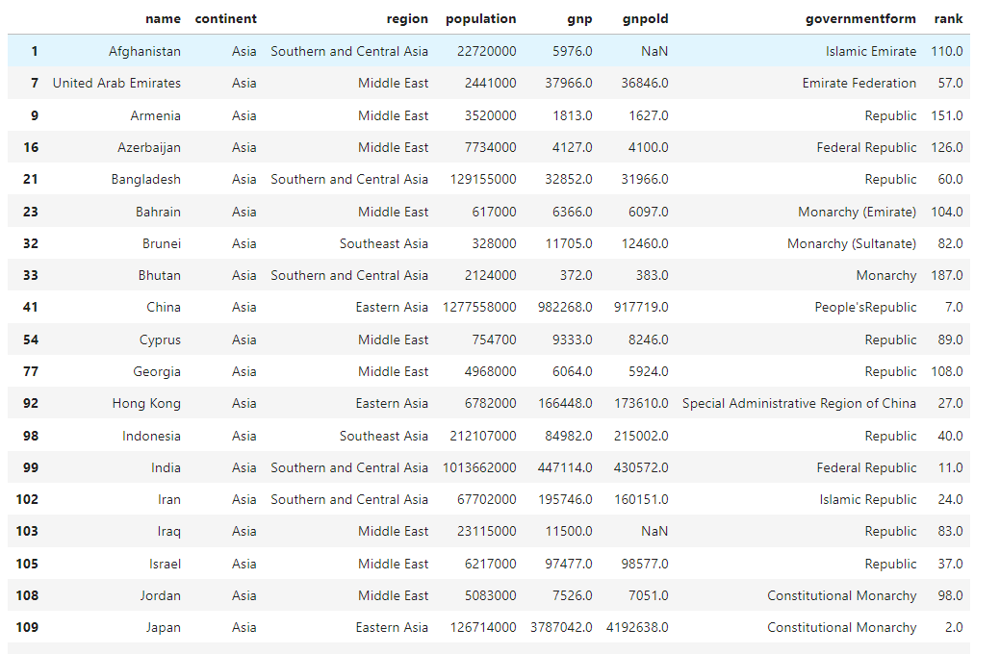 name continent region population gnp gnpold governmentform rank
1 Afghanistan Asia Southern and Central Asia 22720000 5976.0 NaN Islamic Emirate 110.0
7 United Arab Emirates Asia Middle East 2441000 37966.0 36846.0 Emirate Federation 57.0
9 Armenia Asia Middle East 3520000 1813.0 1627.0 Republic 151.0
16 Azerbaijan Asia Middle East 7734000 4127.0 4100.0 Federal Republic 126.0
21 Bangladesh Asia Southern and Central Asia 129155000 32852.0 31966.0 Republic 60.0
23 Bahrain Asia Middle East 617000 6366.0 6097.0 Monarchy (Emirate) 104.0
32 Brunei Asia Southeast Asia 328000 11705.0 12460.0 Monarchy (Sultanate) 82.0
33 Bhutan Asia Southern and Central Asia 2124000 372.0 383.0 Monarchy 187.0
41 China Asia Eastern Asia 1277558000 982268.0 917719.0 People'sRepublic 7.0
54 Cyprus Asia Middle East 754700 9333.0 8246.0 Republic 89.0
77 Georgia Asia Middle East 4968000 6064.0 5924.0 Republic 108.0
92 Hong Kong Asia Eastern Asia 6782000 166448.0 173610.0 Special Administrative Region of China 27.0
98 Indonesia Asia Southeast Asia 212107000 84982.0 215002.0 Republic 40.0
99 India Asia Southern and Central Asia 1013662000 447114.0 430572.0 Federal Republic 11.0
102 Iran Asia Southern and Central Asia 67702000 195746.0 160151.0 Islamic Republic 24.0
103 Iraq Asia Middle East 23115000 11500.0 NaN Republic 83.0
105 Israel Asia Middle East 6217000 97477.0 98577.0 Republic 37.0
108 Jordan Asia Middle East 5083000 7526.0 7051.0 Constitutional Monarchy 98.0
109 Japan Asia Eastern Asia 126714000 3787042.0 4192638.0 Constitutional Monarchy 2.0